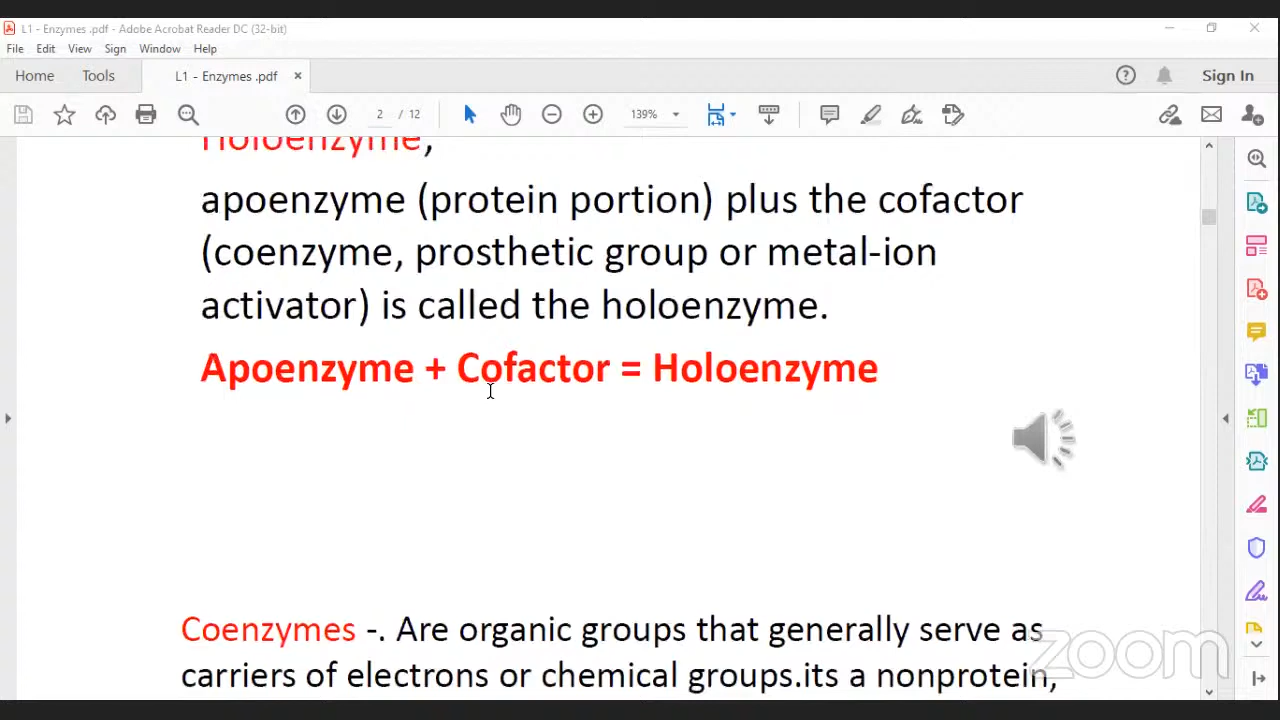 L1 - Enzymes .pdf - Adobe Acrobat Reader DC (32-bit)
File Edit View Sign Window Help
Home Tools L1 - Enzymes .pdf × Sign In
2 / 12 139%
Holoenzyme,
apoenzyme (protein portion) plus the cofactor
(coenzyme, prosthetic group or metal-ion
activator) is called the holoenzyme.
Apoenzyme + Cofactor = Holoenzyme
Coenzymes -. Are organic groups that generally serve as
carriers of electrons or chemical groups.its a nonprotein,
zoom